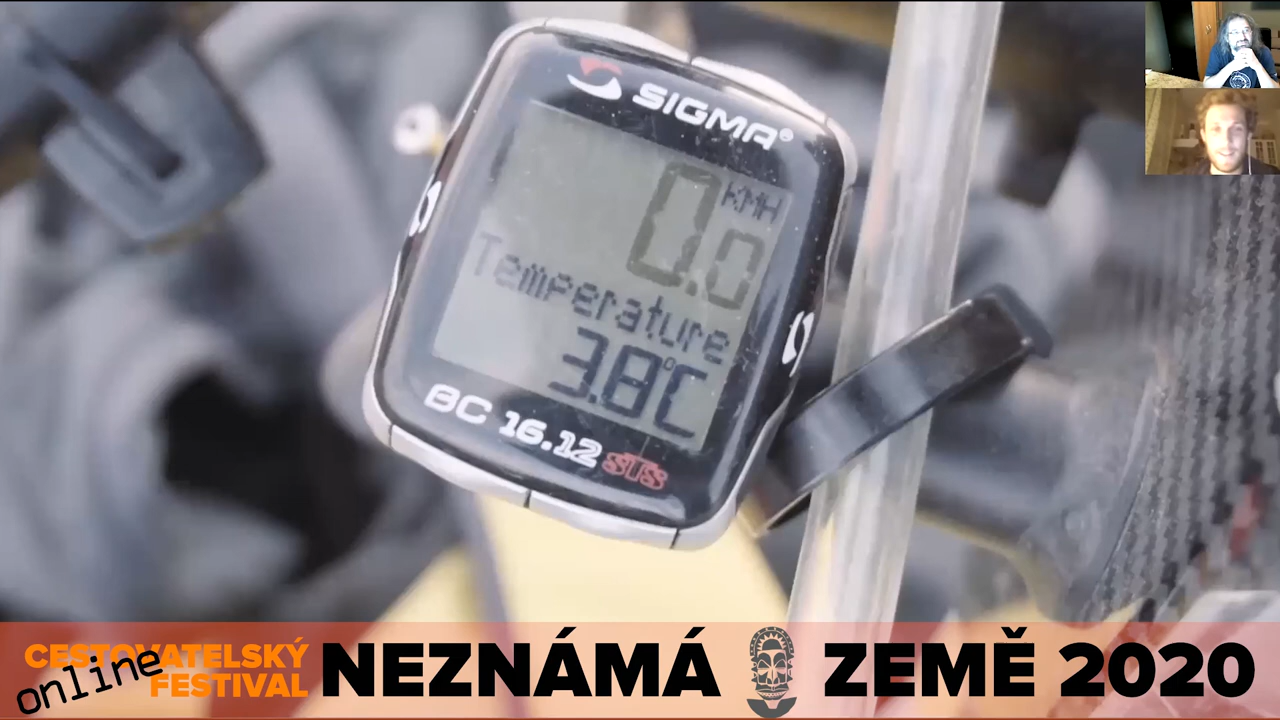 SIGMA®
KMH
0.0
Temperature
3.8°C
BC 16.12 STS
CESTOVATELSKÝ
online
FESTIVAL
NEZNÁMÁ ZEMĚ 2020